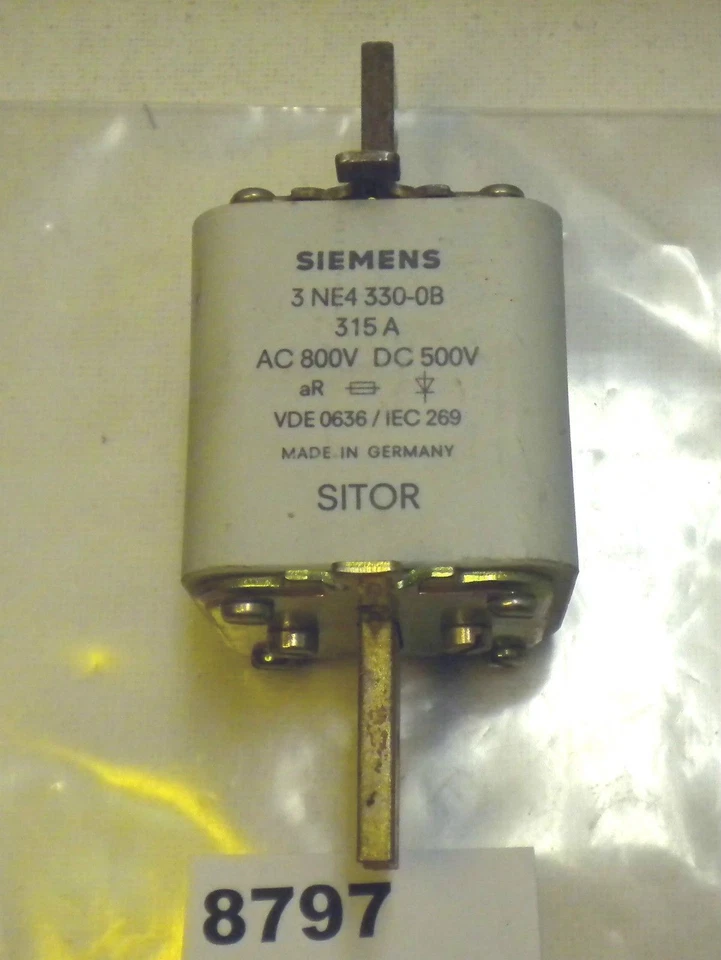 SIEMENS
3 NE4 330-0B
315 A
AC 800V DC 500V
aR
VDE 0636 / IEC 269
MADE IN GERMANY
SITOR
8797